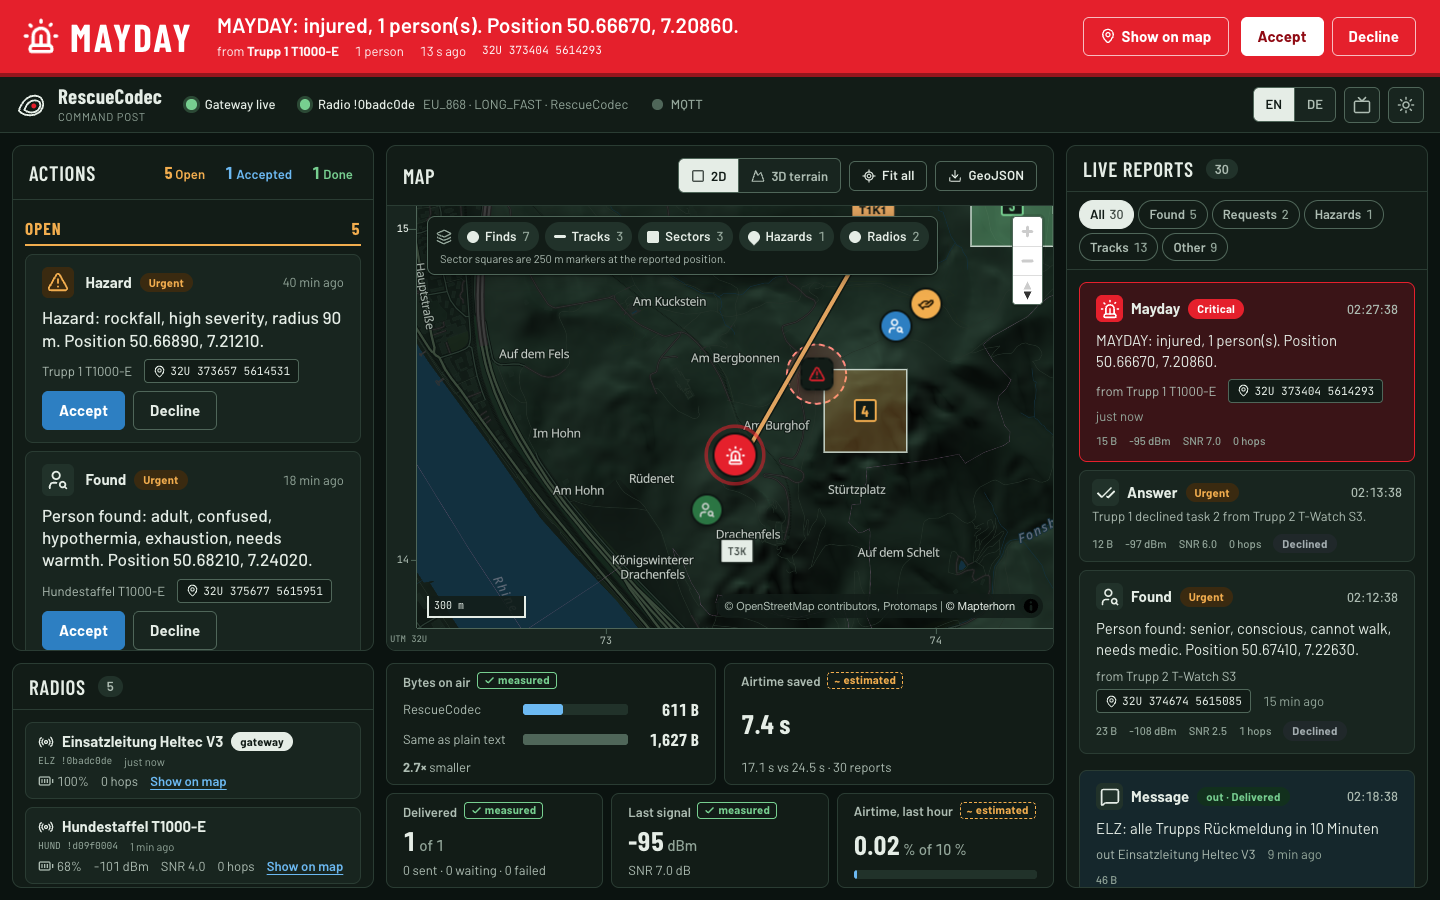 MAYDAY
MAYDAY: injured, 1 person(s). Position 50.66670, 7.20860.
from Trupp 1 T1000-E 1 person 13 s ago 32U 373404 5614293
Show on map
Accept
Decline
RescueCodec
COMMAND POST
Gateway live
Radio !0badc0de EU_868 · LONG_FAST · RescueCodec
MQTT
EN DE
ACTIONS
5 Open 1 Accepted 1 Done
OPEN 5
Hazard Urgent 40 min ago
Hazard: rockfall, high severity, radius 90
m. Position 50.66890, 7.21210.
Trupp 1 T1000-E 32U 373657 5614531
Accept Decline
Found Urgent 18 min ago
Person found: adult, confused,
hypothermia, exhaustion, needs
warmth. Position 50.68210, 7.24020.
Hundestaffel T1000-E 32U 375677 5615951
Accept Decline
RADIOS 5
Einsatzleitung Heltec V3 gateway
ELZ !0badc0de just now
100% 0 hops Show on map
Hundestaffel T1000-E
HUND !d09f0004 1 min ago
68% -101 dBm SNR 4.0 0 hops Show on map
MAP
2D 3D terrain
Fit all
GeoJSON
T1K1
15
Finds 7 Tracks 3 Sectors 3 Hazards 1 Radios 2
Sector squares are 250 m markers at the reported position.
Hauptstraße
Am Kuckstein
Auf dem Fels
Am Bergbonnen
4
Am Burghof
Im Hohn
Rüdenet
Am Hohn
Stürtzplatz
Drachenfels
T3K
Königswinterer
Drachenfels
Auf dem Schelt
14
300 m
© OpenStreetMap contributors, Protomaps | © Mapterhorn
UTM 32U 73 74
Bytes on air measured
RescueCodec 611 B
Same as plain text 1,627 B
2.7× smaller
Airtime saved ~ estimated
7.4 s
17.1 s vs 24.5 s · 30 reports
Delivered measured
1 of 1
0 sent · 0 waiting · 0 failed
Last signal measured
-95 dBm
SNR 7.0 dB
Airtime, last hour ~ estimated
0.02 % of 10 %
LIVE REPORTS 30
All 30 Found 5 Requests 2 Hazards 1
Tracks 13 Other 9
Mayday Critical 02:27:38
MAYDAY: injured, 1 person(s). Position
50.66670, 7.20860.
from Trupp 1 T1000-E 32U 373404 5614293
just now
15 B -95 dBm SNR 7.0 0 hops
Answer Urgent 02:13:38
Trupp 1 declined task 2 from Trupp 2 T-Watch S3.
12 B -97 dBm SNR 6.0 0 hops Declined
Found Urgent 02:12:38
Person found: senior, conscious, cannot walk,
needs medic. Position 50.67410, 7.22630.
from Trupp 2 T-Watch S3
32U 374674 5615085 15 min ago
23 B -108 dBm SNR 2.5 1 hops Declined
Message out · Delivered 02:18:38
ELZ: alle Trupps Rückmeldung in 10 Minuten
out Einsatzleitung Heltec V3 9 min ago
46 B